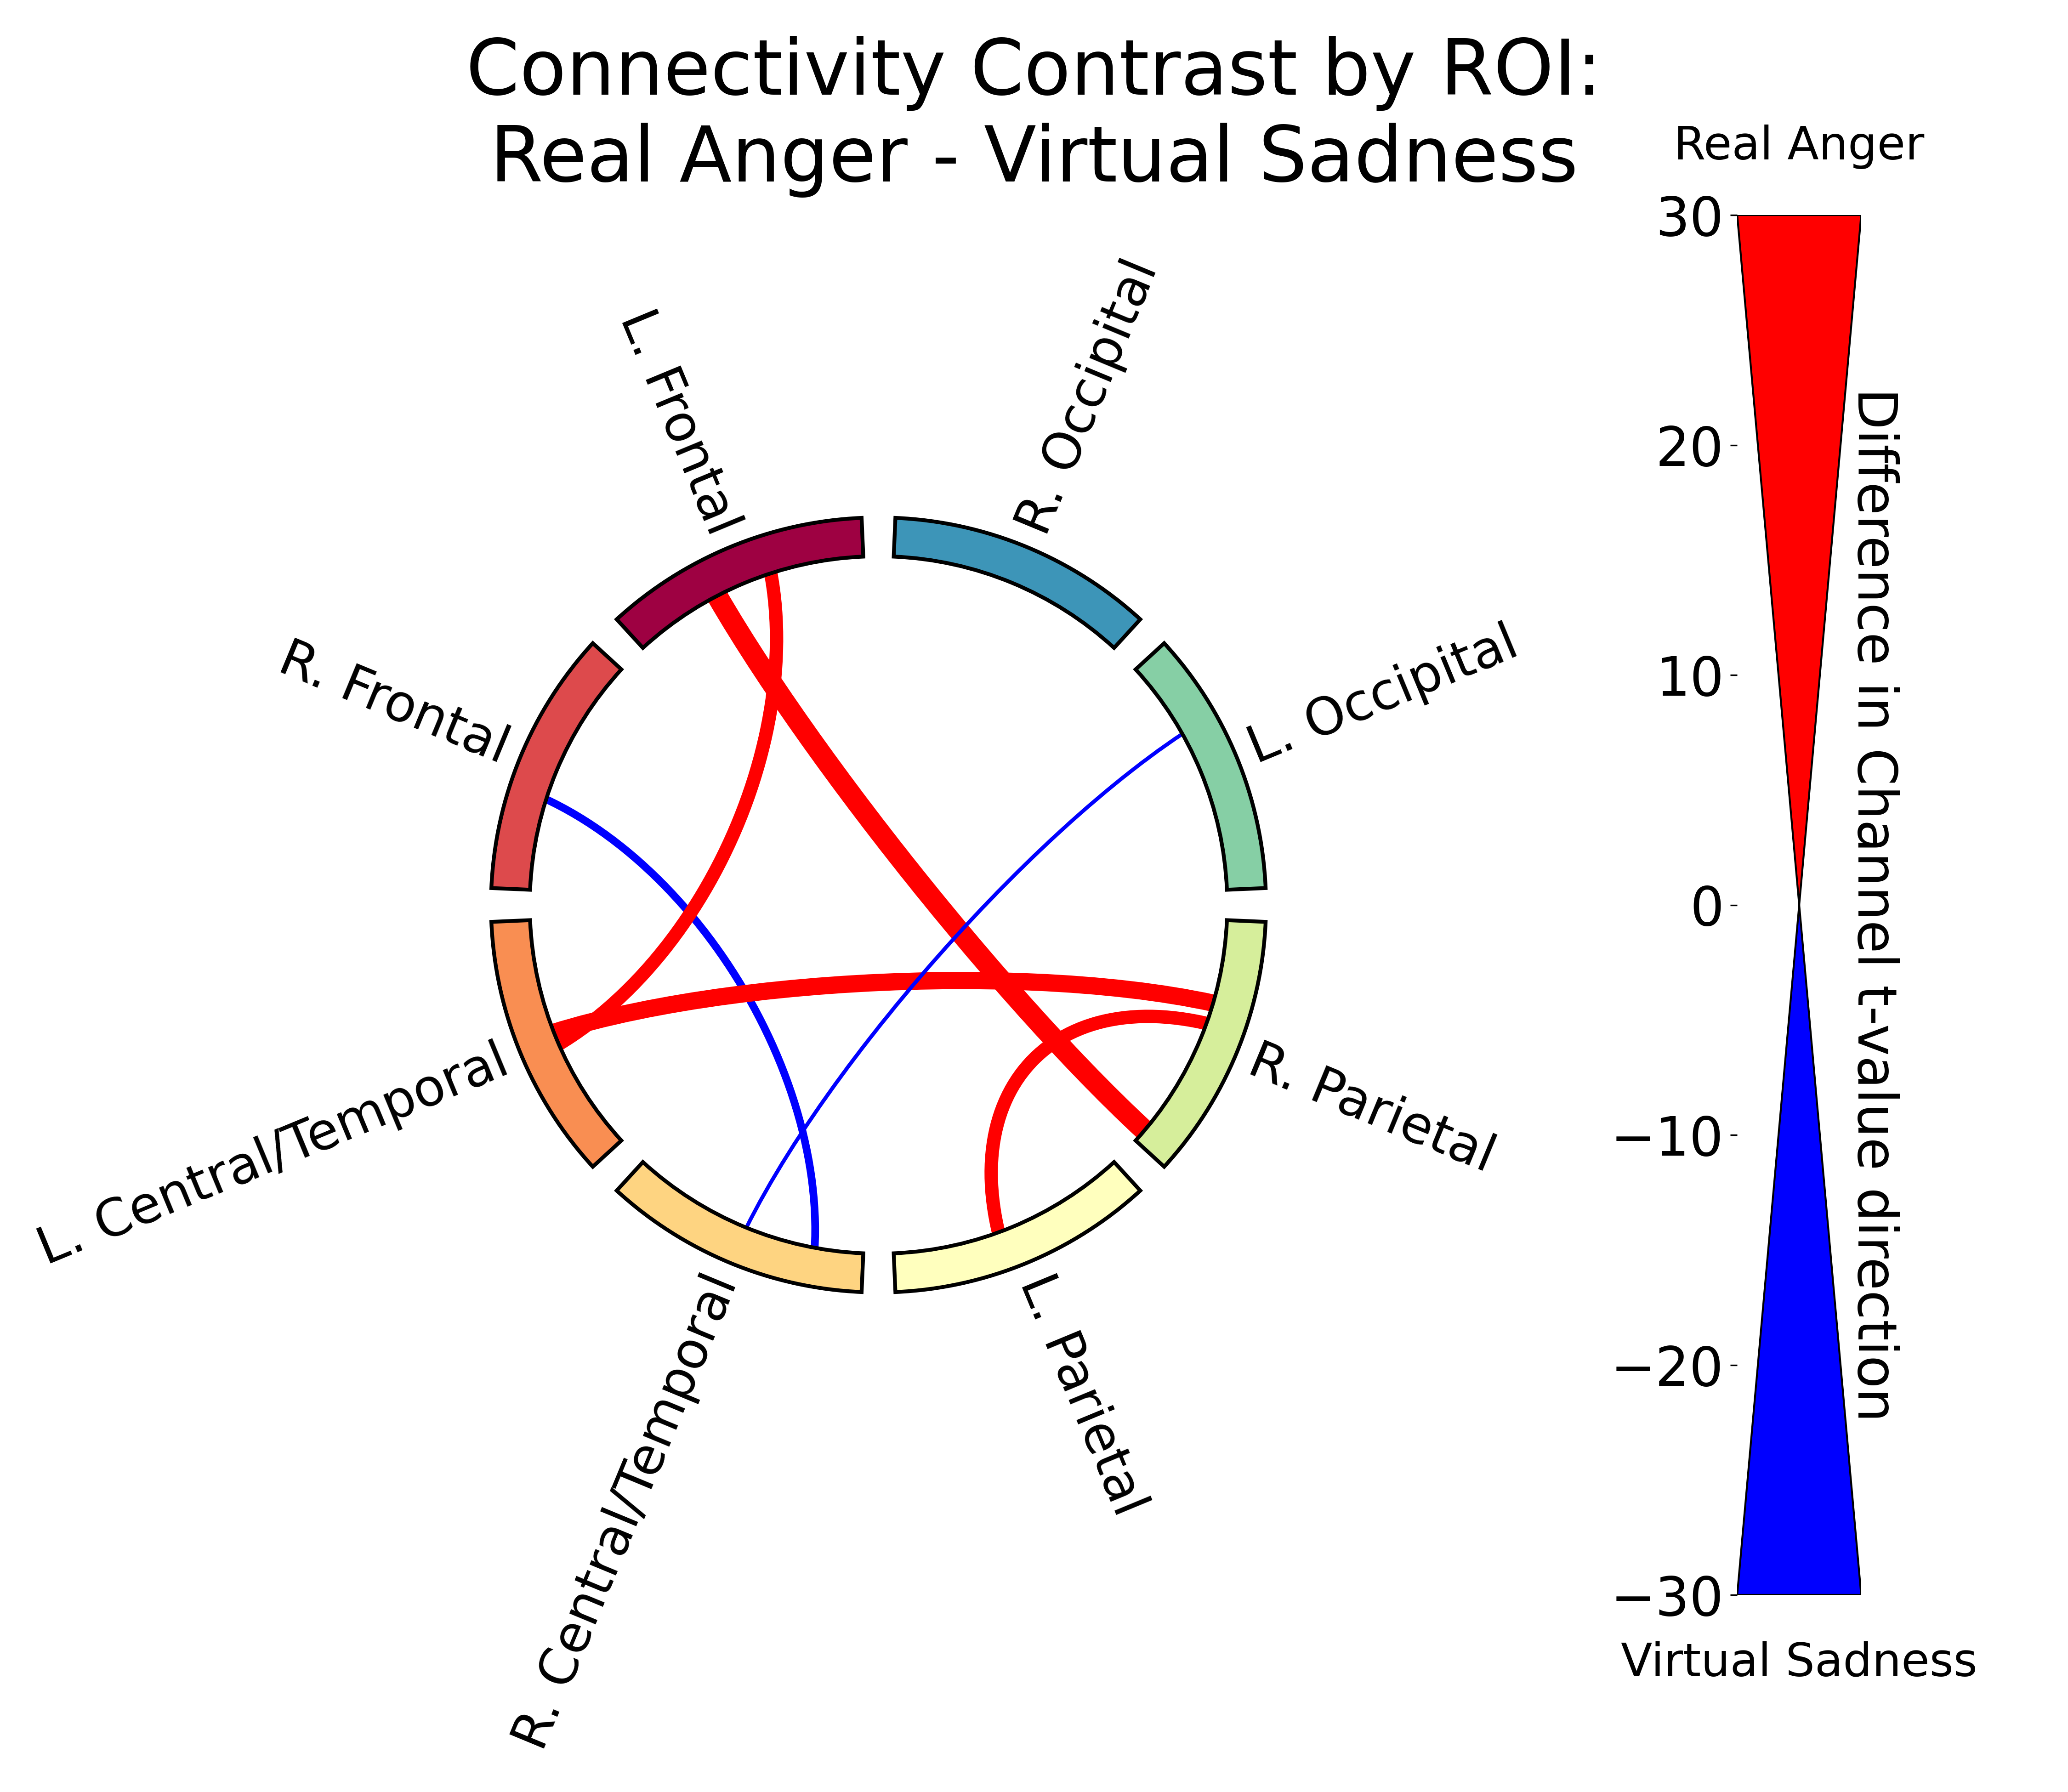 Connectivity Contrast by ROI:
Real Anger - Virtual Sadness
Real Anger
30
20
10
0
−10
−20
−30
Virtual Sadness
Difference in Channel t-value direction
L. Frontal
R. Occipital
R. Frontal
L. Occipital
L. Central/Temporal
R. Parietal
R. Central/Temporal
L. Parietal